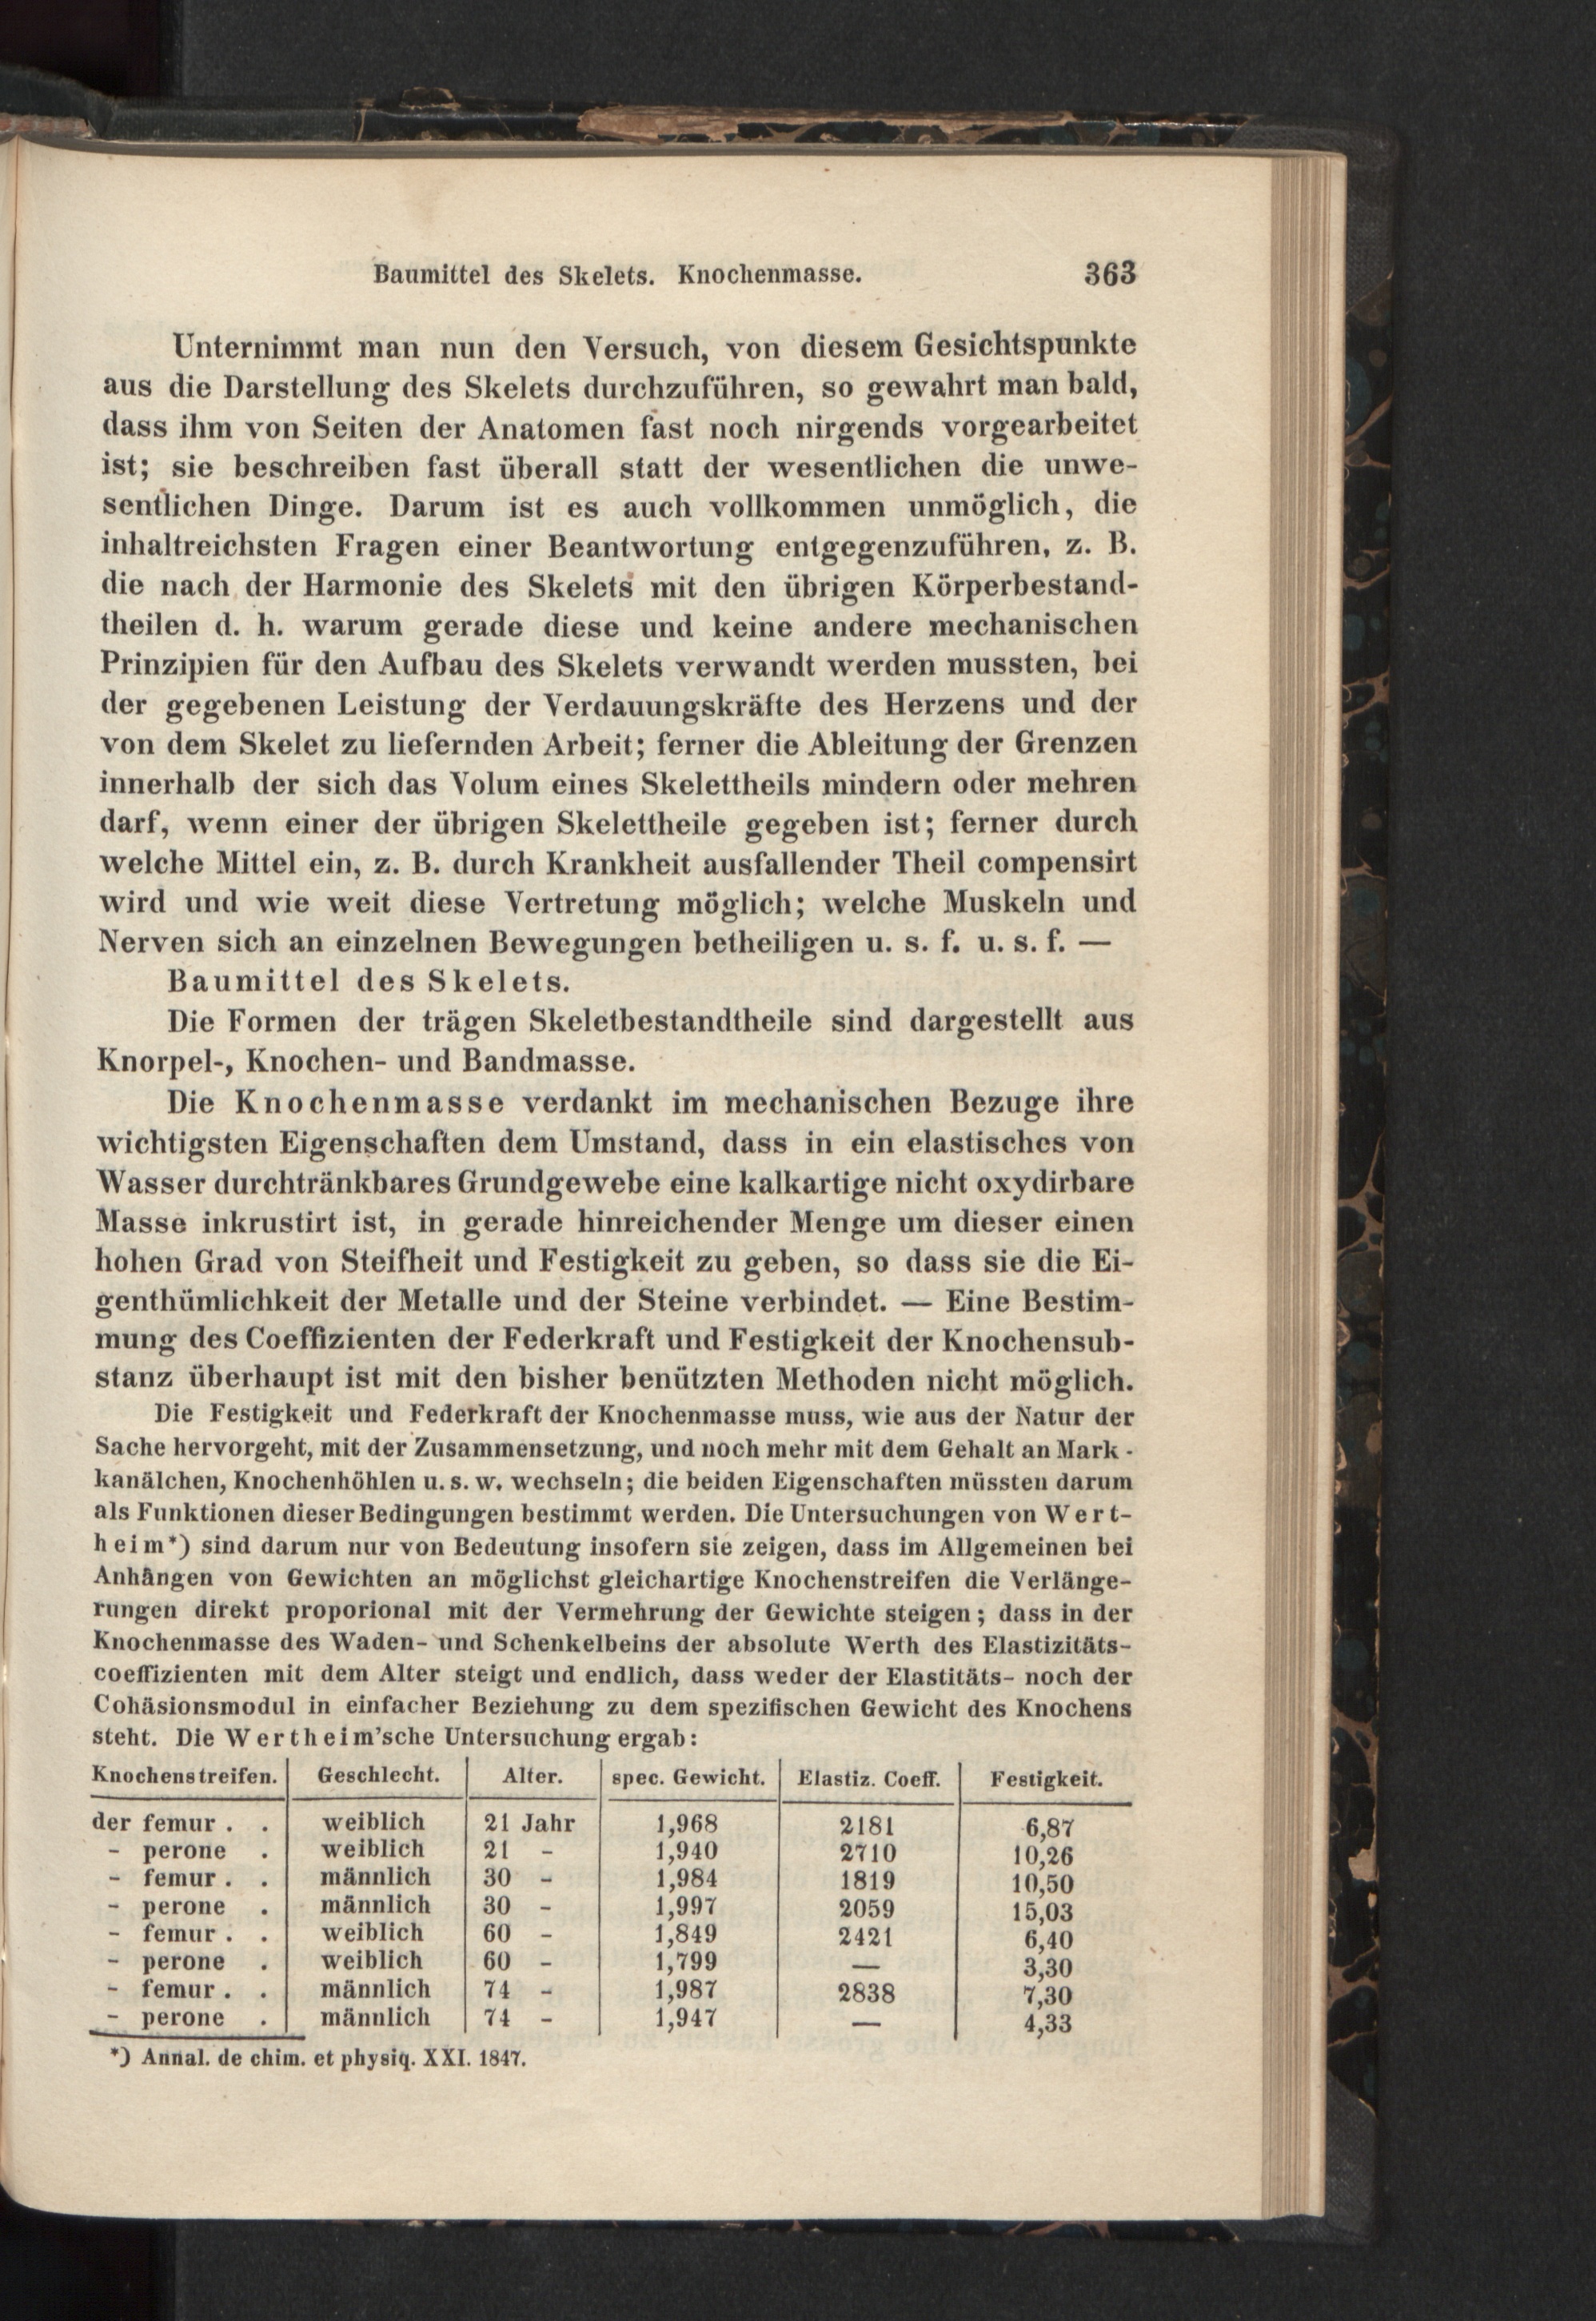 Baumittel des Skelets. Knochenmasse. 363
Unternimmt man nun den Versuch, von diesem Gesichtspunkte
aus die Darstellung des Skelets durchzuführen, so gewahrt man bald,
dass ihm von Seiten der Anatomen fast noch nirgends vorgearbeitet
ist; sie beschreiben fast überall statt der wesentlichen die unwe-
sentlichen Dinge. Darum ist es auch vollkommen unmöglich, die
inhaltreichsten Fragen einer Beantwortung entgegenzuführen, z. B.
die nach der Harmonie des Skelets mit den übrigen Körperbestand-
theilen d. h. warum gerade diese und keine andere mechanischen
Prinzipien für den Aufbau des Skelets verwandt werden mussten, bei
der gegebenen Leistung der Verdauungskräfte des Herzens und der
von dem Skelet zu liefernden Arbeit; ferner die Ableitung der Grenzen
innerhalb der sich das Volum eines Skelettheils mindern oder mehren
darf, wenn einer der übrigen Skelettheile gegeben ist; ferner durch
welche Mittel ein, z. B. durch Krankheit ausfallender Theil compensirt
wird und wie weit diese Vertretung möglich; welche Muskeln und
Nerven sich an einzelnen Bewegungen betheiligen u. s. f. u. s. f. —
Baumittel des Skelets.
Die Formen der trägen Skeletbestandtheile sind dargestellt aus
Knorpel-, Knochen- und Bandmasse.
Die Knochenmasse verdankt im mechanischen Bezuge ihre
wichtigsten Eigenschaften dem Umstand, dass in ein elastisches von
Wasser durchtränkbares Grundgewebe eine kalkartige nicht oxydirbare
Masse inkrustirt ist, in gerade hinreichender Menge um dieser einen
hohen Grad von Steifheit und Festigkeit zu geben, so dass sie die Ei-
genthümlichkeit der Metalle und der Steine verbindet. — Eine Bestim-
mung des Coeffizienten der Federkraft und Festigkeit der Knochensub-
stanz überhaupt ist mit den bisher benützten Methoden nicht möglich.
Die Festigkeit und Federkraft der Knochenmasse muss, wie aus der Natur der
Sache hervorgeht, mit der Zusammensetzung, und noch mehr mit dem Gehalt an Mark-
kanälchen, Knochenhöhlen u. s. w. wechseln; die beiden Eigenschaften müssten darum
als Funktionen dieser Bedingungen bestimmt werden. Die Untersuchungen von Wert-
heim*) sind darum nur von Bedeutung insofern sie zeigen, dass im Allgemeinen bei
Anhängen von Gewichten an möglichst gleichartige Knochenstreifen die Verlänge-
rungen direkt proporional mit der Vermehrung der Gewichte steigen; dass in der
Knochenmasse des Waden- und Schenkelbeins der absolute Werth des Elastizitäts-
coeffizienten mit dem Alter steigt und endlich, dass weder der Elastitäts- noch der
Cohäsionsmodul in einfacher Beziehung zu dem spezifischen Gewicht des Knochens
steht. Die Wertheim'sche Untersuchung ergab:
Knochenstreifen. Geschlecht. Alter. spec. Gewicht. Elastiz. Coeff. Festigkeit.
der femur . . weiblich 21 Jahr 1,968 2181 6,87
- perone . weiblich 21 - 1,940 2710 10,26
- femur . . männlich 30 - 1,984 1819 10,50
- perone . männlich 30 - 1,997 2059 15,03
- femur . . weiblich 60 - 1,849 2421 6,40
- perone . weiblich 60 - 1,799 — 3,30
- femur . . männlich 74 - 1,987 2838 7,30
- perone . männlich 74 - 1,947 — 4,33
*) Annal. de chim. et physiq. XXI. 1847.